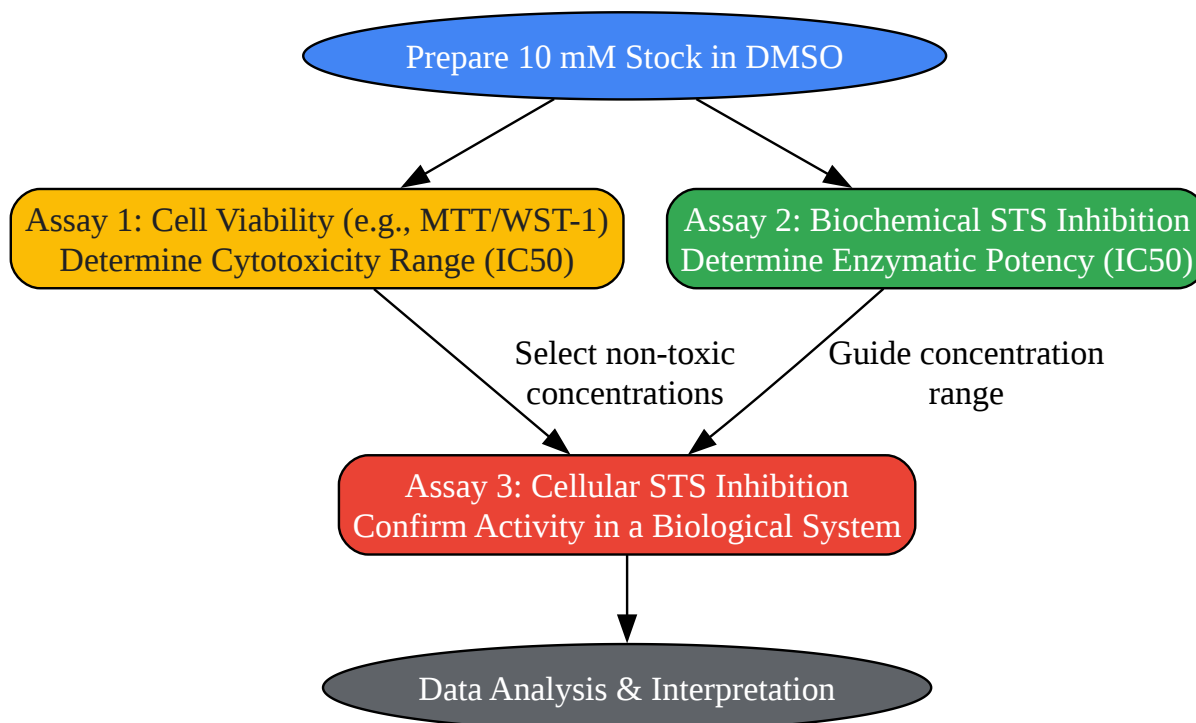 Prepare 10 mM Stock in DMSO
Assay 1: Cell Viability (e.g., MTT/WST-1)
Determine Cytotoxicity Range (IC50)
Assay 2: Biochemical STS Inhibition
Determine Enzymatic Potency (IC50)
Select non-toxic
concentrations
Guide concentration
range
Assay 3: Cellular STS Inhibition
Confirm Activity in a Biological System
Data Analysis & Interpretation